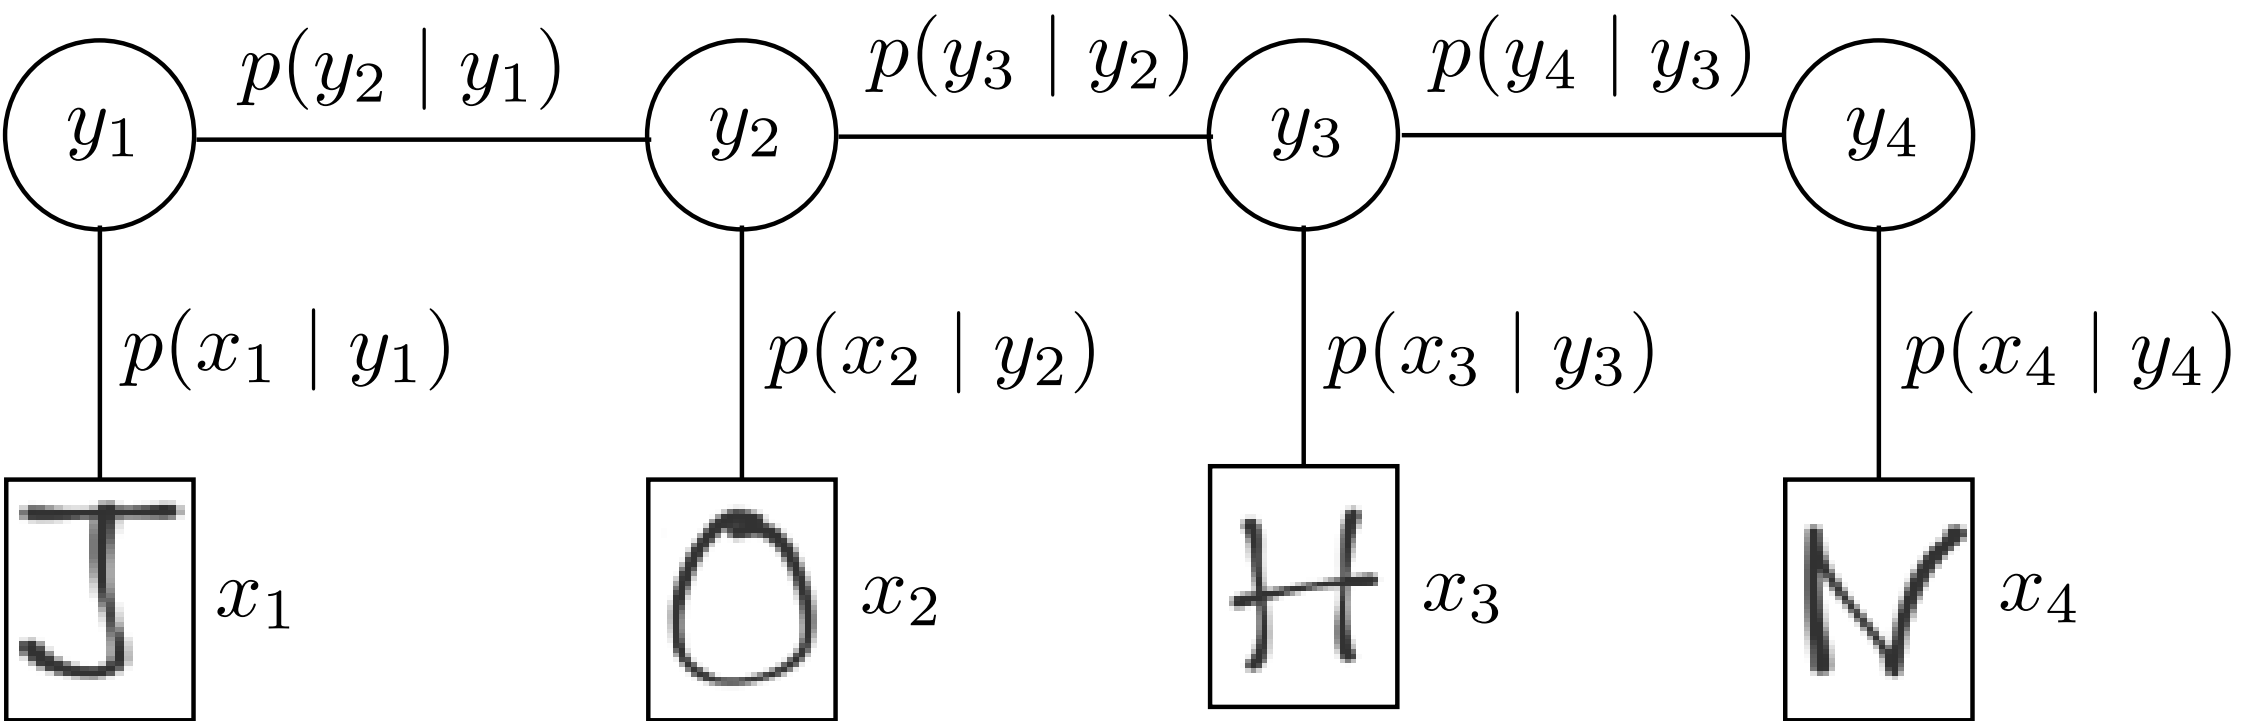 p(y₂ | y₁) p(y₃ | y₂) p(y₄ | y₃)
y₁ y₂ y₃ y₄
p(x₁ | y₁) p(x₂ | y₂) p(x₃ | y₃) p(x₄ | y₄)
J x₁ O x₂ H x₃ N x₄